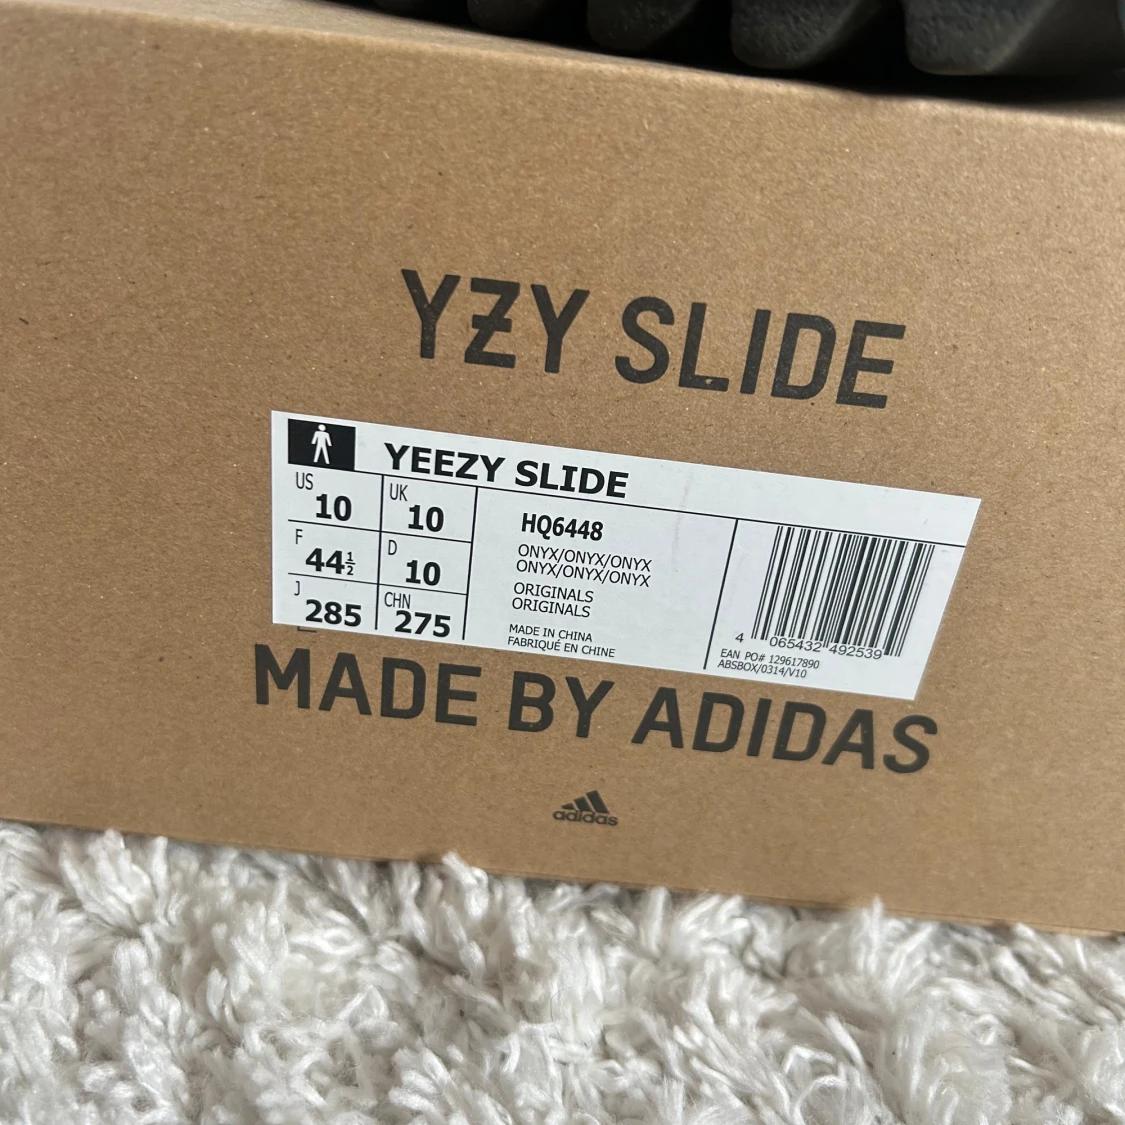 YZY SLIDE
YEEZY SLIDE
US 10 UK 10
F 44½ D 10
J 285 CHN 275
HQ6448
ONYX/ONYX/ONYX
ONYX/ONYX/ONYX
ORIGINALS
ORIGINALS
MADE IN CHINA
FABRIQUÉ EN CHINE
4 065432 492539
EAN PO# 129617890
ABSBOX/0314/V10
MADE BY ADIDAS
adidas